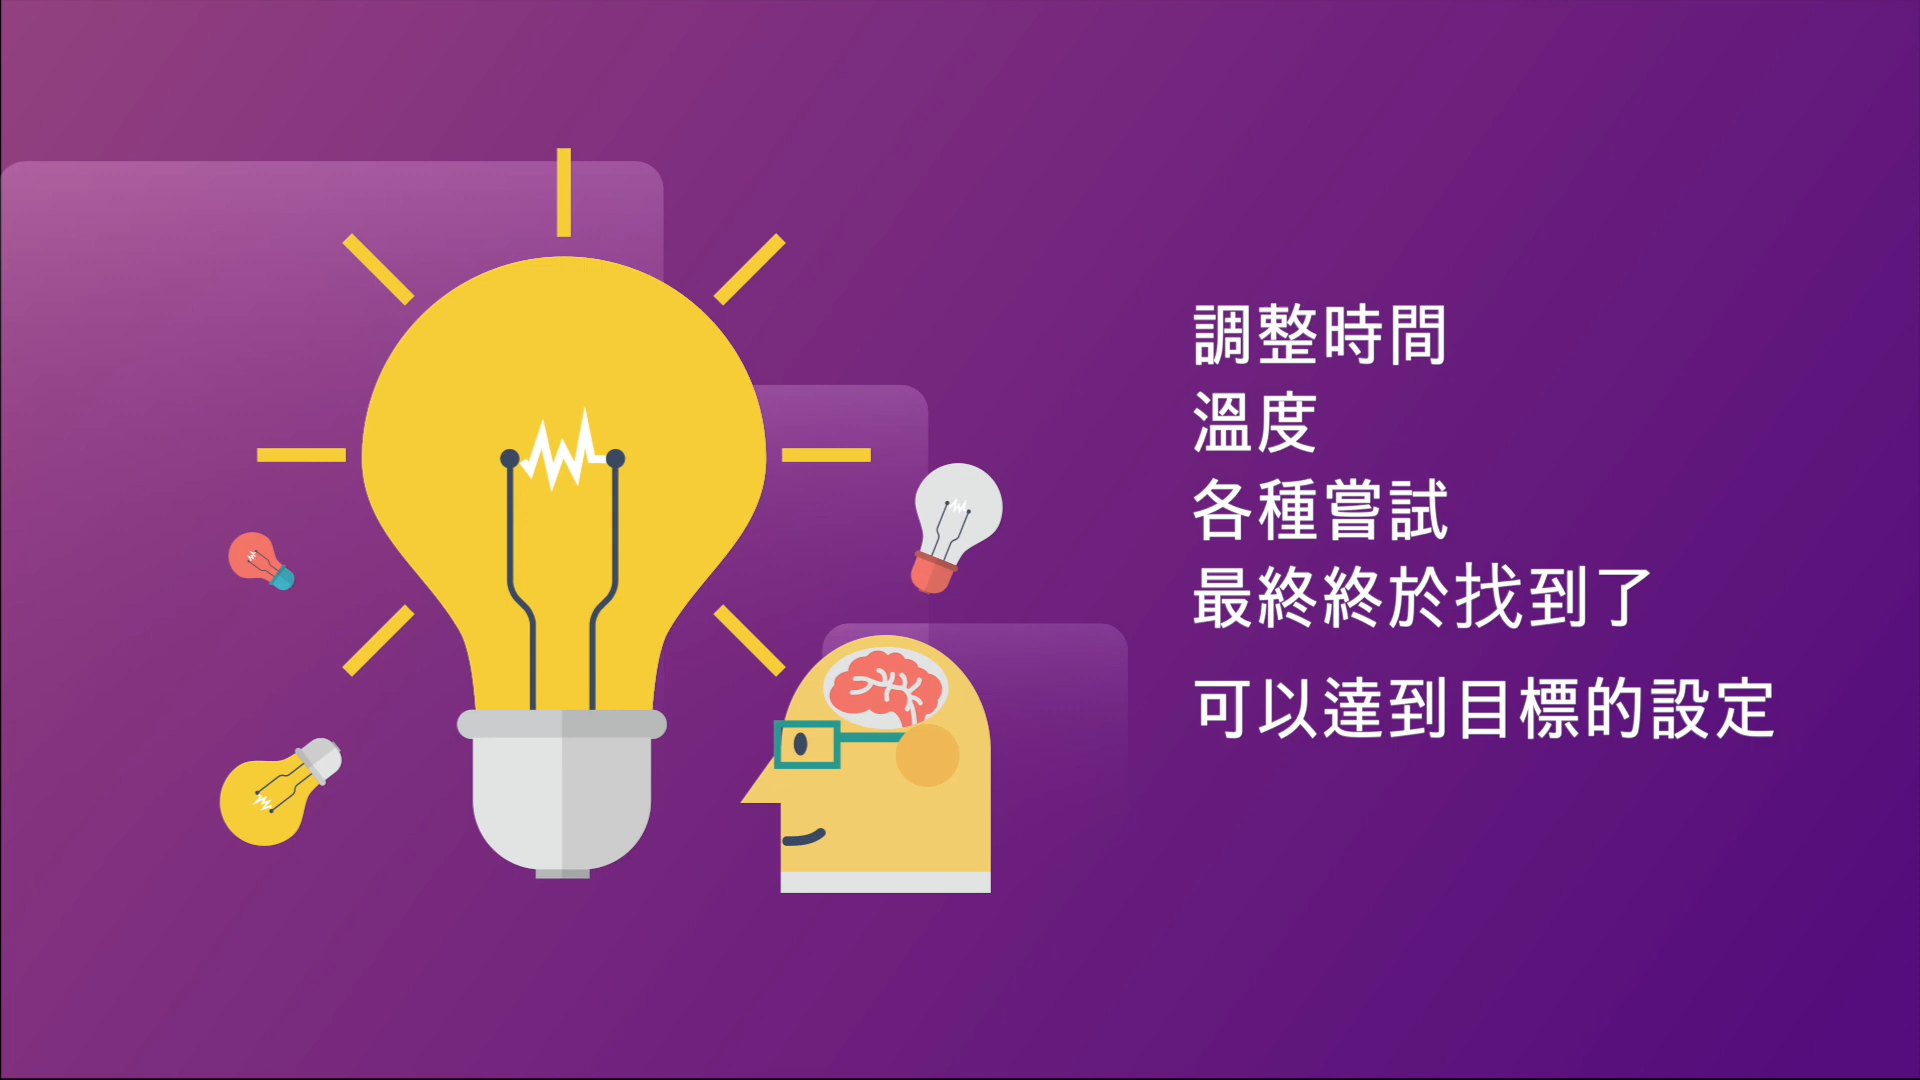 調整時間
溫度
各種嘗試
最終終於找到了
可以達到目標的設定